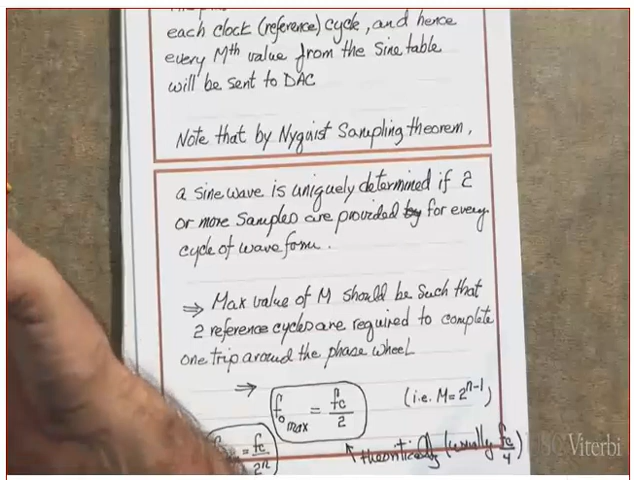 each clock (reference) cycle, and hence
every Mth value from the sine table
will be sent to DAC
Note that by Nyquist Sampling theorem,
a sine wave is uniquely determined if 2
or more samples are provided by for every
cycle of wave form.
⇒ Max value of M should be such that
2 reference cycles are required to complete
one trip around the phase wheel
⇒ f₀ max = fc/2 (i.e. M = 2^(n-1))
= fc/2^n ↑ theoritically (usually fc/4)
USC Viterbi